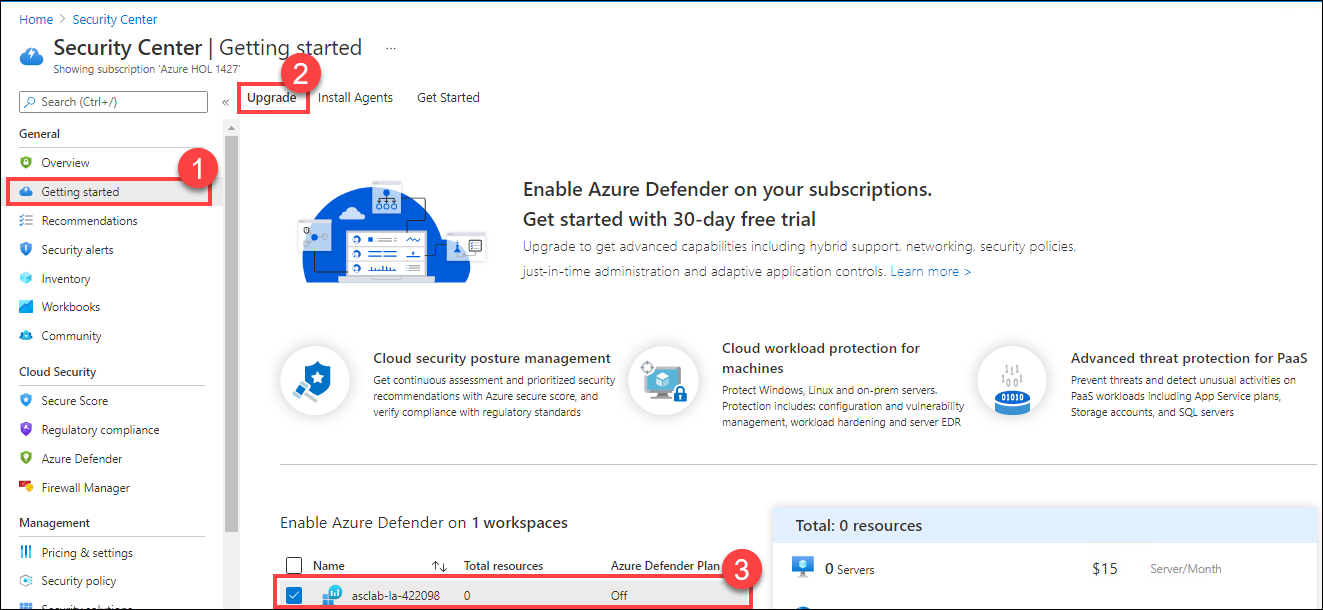 Home > Security Center
Security Center | Getting started ...
Showing subscription 'Azure HOL 1427'
Search (Ctrl+/)
«
2
Upgrade
Install Agents
Get Started
General
Overview
1
Getting started
Recommendations
Security alerts
Inventory
Workbooks
Community
Cloud Security
Secure Score
Regulatory compliance
Azure Defender
Firewall Manager
Management
Pricing & settings
Security policy
Security solutions
Enable Azure Defender on your subscriptions.
Get started with 30-day free trial
Upgrade to get advanced capabilities including hybrid support, networking, security policies,
just-in-time administration and adaptive application controls. Learn more >
Cloud security posture management
Get continuous assessment and prioritized security
recommendations with Azure secure score, and
verify compliance with regulatory standards
Cloud workload protection for
machines
Protect Windows, Linux and on-prem servers.
Protection includes: configuration and vulnerability
management, workload hardening and server EDR
10
00
01010
Advanced threat protection for PaaS
Prevent threats and detect unusual activities on
PaaS workloads including App Service plans,
Storage accounts, and SQL servers
Enable Azure Defender on 1 workspaces
Name ↑↓ Total resources Azure Defender Plan
3
asclab-la-422098 0 Off
Total: 0 resources
0 Servers $15 Server/Month